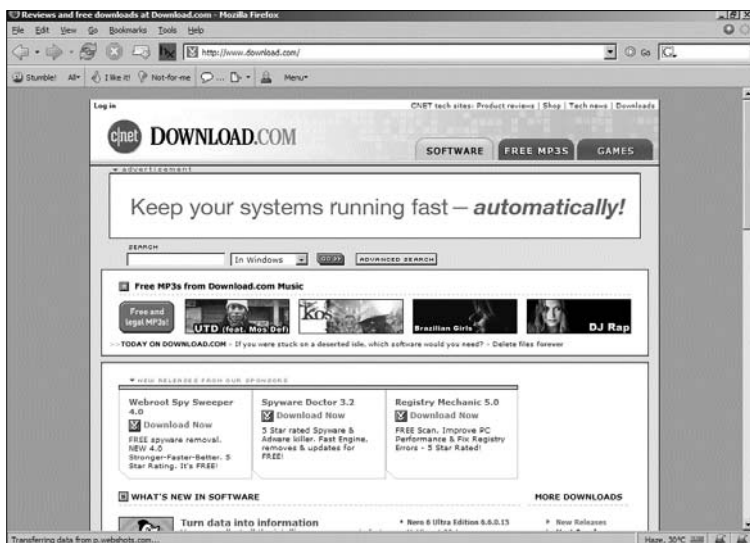 Reviews and free downloads at Download.com - Mozilla Firefox
File Edit View Go Bookmarks Tools Help
http://www.download.com/ Go
Stumble! All▾ I like it! Not-for-me ... Menu▾
Log in CNET tech sites: Product reviews | Shop | Tech news | Downloads
c|net DOWNLOAD.COM
SOFTWARE FREE MP3S GAMES
advertisement
Keep your systems running fast – automatically!
SEARCH
In Windows GO ADVANCED SEARCH
Free MP3s from Download.com Music
Free and legal MP3s!
UTD (feat. Mos Def) Kos Brazilian Girls DJ Rap
>>TODAY ON DOWNLOAD.COM - If you were stuck on a deserted isle, which software would you need? - Delete files forever
NEW RELEASES FROM OUR SPONSORS
Webroot Spy Sweeper 4.0
Download Now
FREE spyware removal.
NEW 4.0
Stronger-Faster-Better. 5
Star Rating. It's FREE!
Spyware Doctor 3.2
Download Now
5 Star rated Spyware &
Adware killer. Fast Engine,
removes & updates for
FREE!
Registry Mechanic 5.0
Download Now
FREE Scan. Improve PC
Performance & Fix Registry
Errors - 5 Star Rated!
WHAT'S NEW IN SOFTWARE
Turn data into information
Nero 6 Ultra Edition 6.6.0.13
MORE DOWNLOADS
New Releases
Transferring data from p.webshots.com...
Haze, 30°C